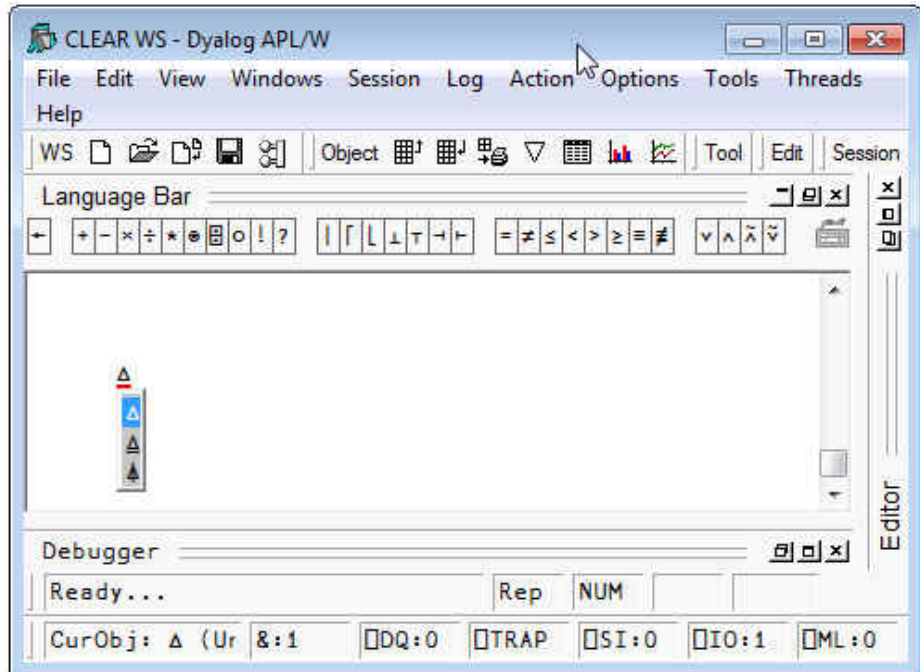 CLEAR WS - Dyalog APL/W
File Edit View Windows Session Log Action Options Tools Threads
Help
WS Object Tool Edit Session
Language Bar
← + - × ÷ * ⍟ ⌹ ○ ! ? | ⌈ ⌊ ⊥ ⊤ ⊣ ⊢ = ≠ ≤ < > ≥ ≡ ≢ ∨ ∧ ⍲ ⍱
∆
∆
⍙
⍋
Editor
Debugger
Ready... Rep NUM
CurObj: ∆ (Ur &:1 ⎕DQ:0 ⎕TRAP ⎕SI:0 ⎕IO:1 ⎕ML:0